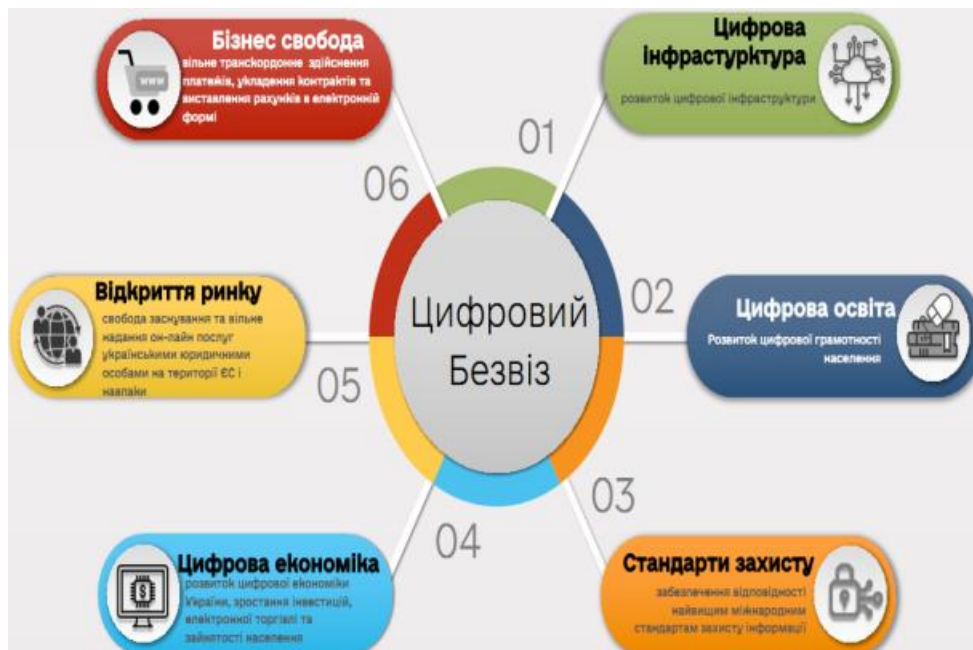 Бізнес свобода
вільне транскордонне здійснення
платежів, укладення контрактів та
виставлення рахунків в електронній
формі
www
Цифрова
інфрастурктура
розвиток цифрової інфраструктури
01
06
Відкриття ринку
свобода заснування та вільне
надання он-лайн послуг
українськими юридичними
особами на території ЄС і
навпаки
05
Цифровий
Безвіз
02
Цифрова освіта
Розвиток цифрової грамотності
населення
04
03
Цифрова економіка
розвиток цифрової економіки
України, зростання інвестицій,
електронної торгівлі та
зайнятості населення
$
Стандарти захисту
забезпечення відповідності
найвищим міжнародним
стандартам захисту інформації